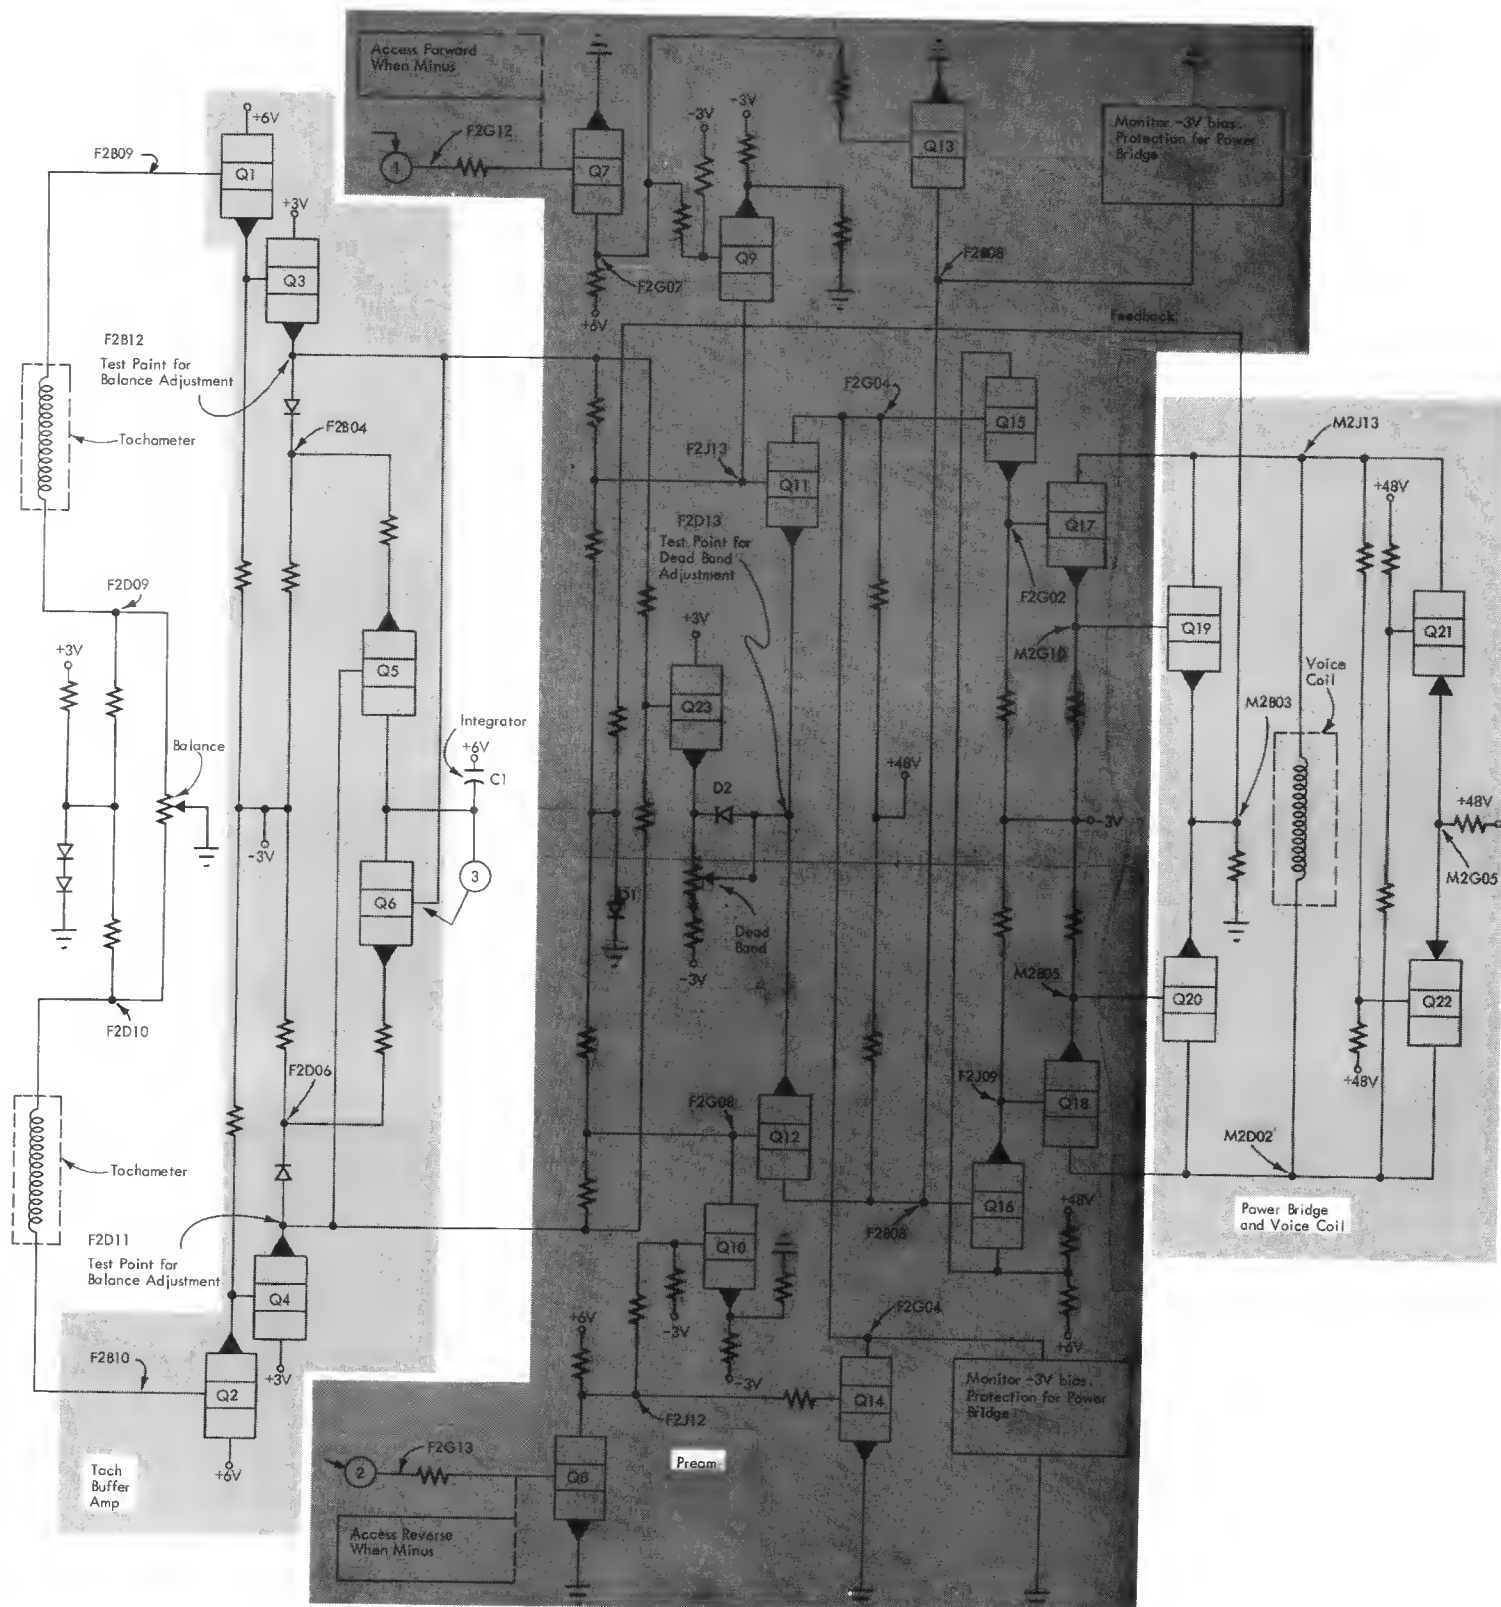 Access Forward
When Minus
+6V
F2B09
F2G12
-3V
-3V
Monitor -3V bias
Protection for Power
Bridge
Q1
1
Q7
Q13
+3V
Q3
Q9
F2G07
F2B08
+6V
Feedback
F2B12
Test Point for
Balance Adjustment
F2G04
Q15
Tachometer
F2B04
M2J13
F2J13
Q11
+48V
F2D13
Test Point for
Dead Band
Adjustment
Q17
F2D09
F2G02
+3V
+3V
M2G10
Q19
Q21
Q5
Q23
Voice
Coil
Integrator
M2B03
Balance
+6V
C1
D2
+48V
+48V
-3V
-3V
3
M2G05
Q6
D1
Dead
Band
-3V
M2B05
Q20
Q22
F2D10
F2D06
F2J09
+48V
F2G08
Q12
Q18
M2D02
Tachometer
Q16
+48V
Power Bridge
and Voice Coil
F2D11
Test Point for
Balance Adjustment
Q10
F2B08
Q4
F2G04
+6V
-3V
+6V
F2B10
+3V
-3V
Q2
Q14
Monitor -3V bias
Protection for Power
Bridge
F2J12
F2G13
Tach
Buffer
Amp
+6V
2
Q8
Pream
Access Reverse
When Minus